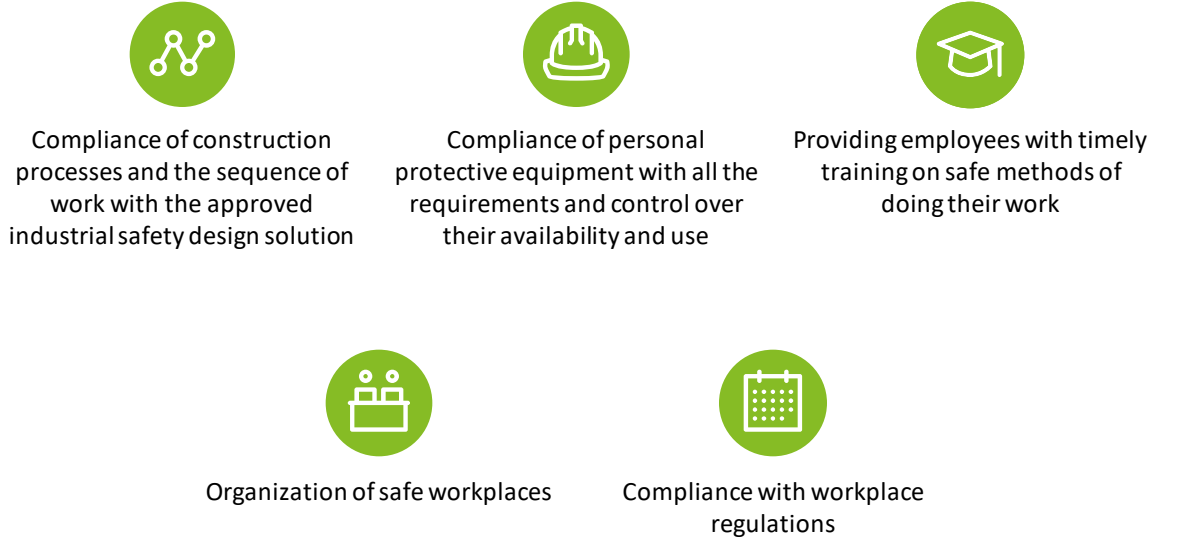 Compliance of construction
processes and the sequence of
work with the approved
industrial safety design solution
Compliance of personal
protective equipment with all the
requirements and control over
their availability and use
Providing employees with timely
training on safe methods of
doing their work
Organization of safe workplaces
Compliance with workplace
regulations